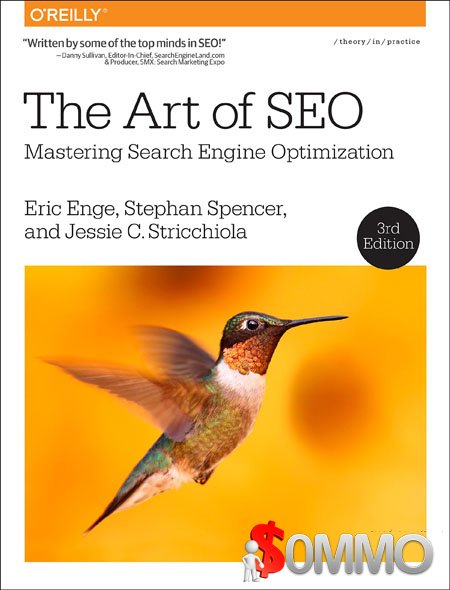 O'REILLY®
"Written by some of the top minds in SEO!"
— Danny Sullivan, Editor-In-Chief, SearchEngineLand.com
& Producer, SMX: Search Marketing Expo
/theory/in/practice
The Art of SEO
Mastering Search Engine Optimization
Eric Enge, Stephan Spencer,
and Jessie C. Stricchiola
3rd
Edition
$OMMO